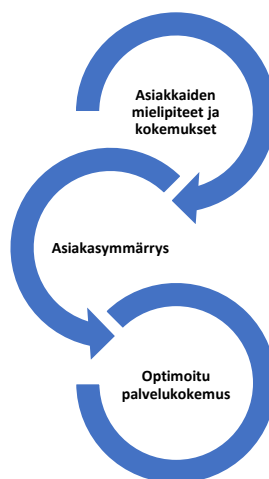 Asiakkaiden
mielipiteet ja
kokemukset
Asiakasymmärrys
Optimoitu
palvelukokemus